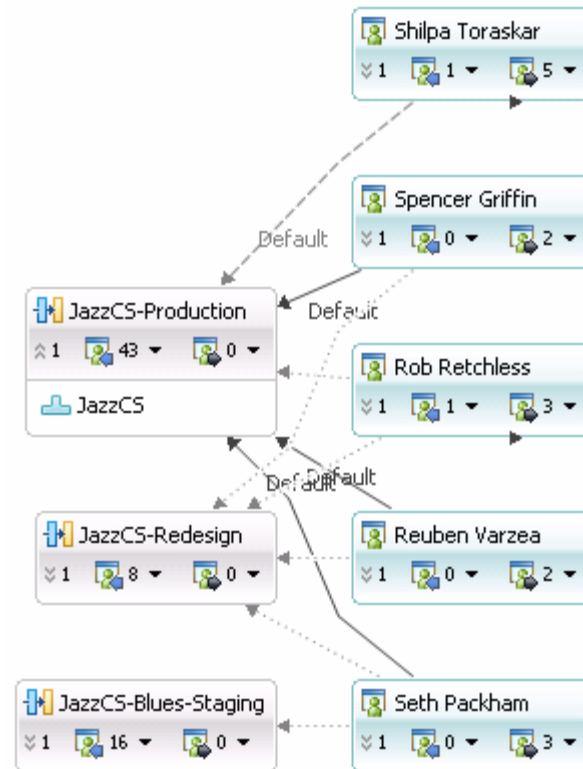 Shilpa Toraskar
1 1 5
Spencer Griffin
1 0 2
Default
JazzCS-Production
Default
1 43 0
Rob Retchless
1 1 3
JazzCS
Default
Default
JazzCS-Redesign
1 8 0
Reuben Varzea
1 0 2
JazzCS-Blues-Staging
1 16 0
Seth Packham
1 0 3